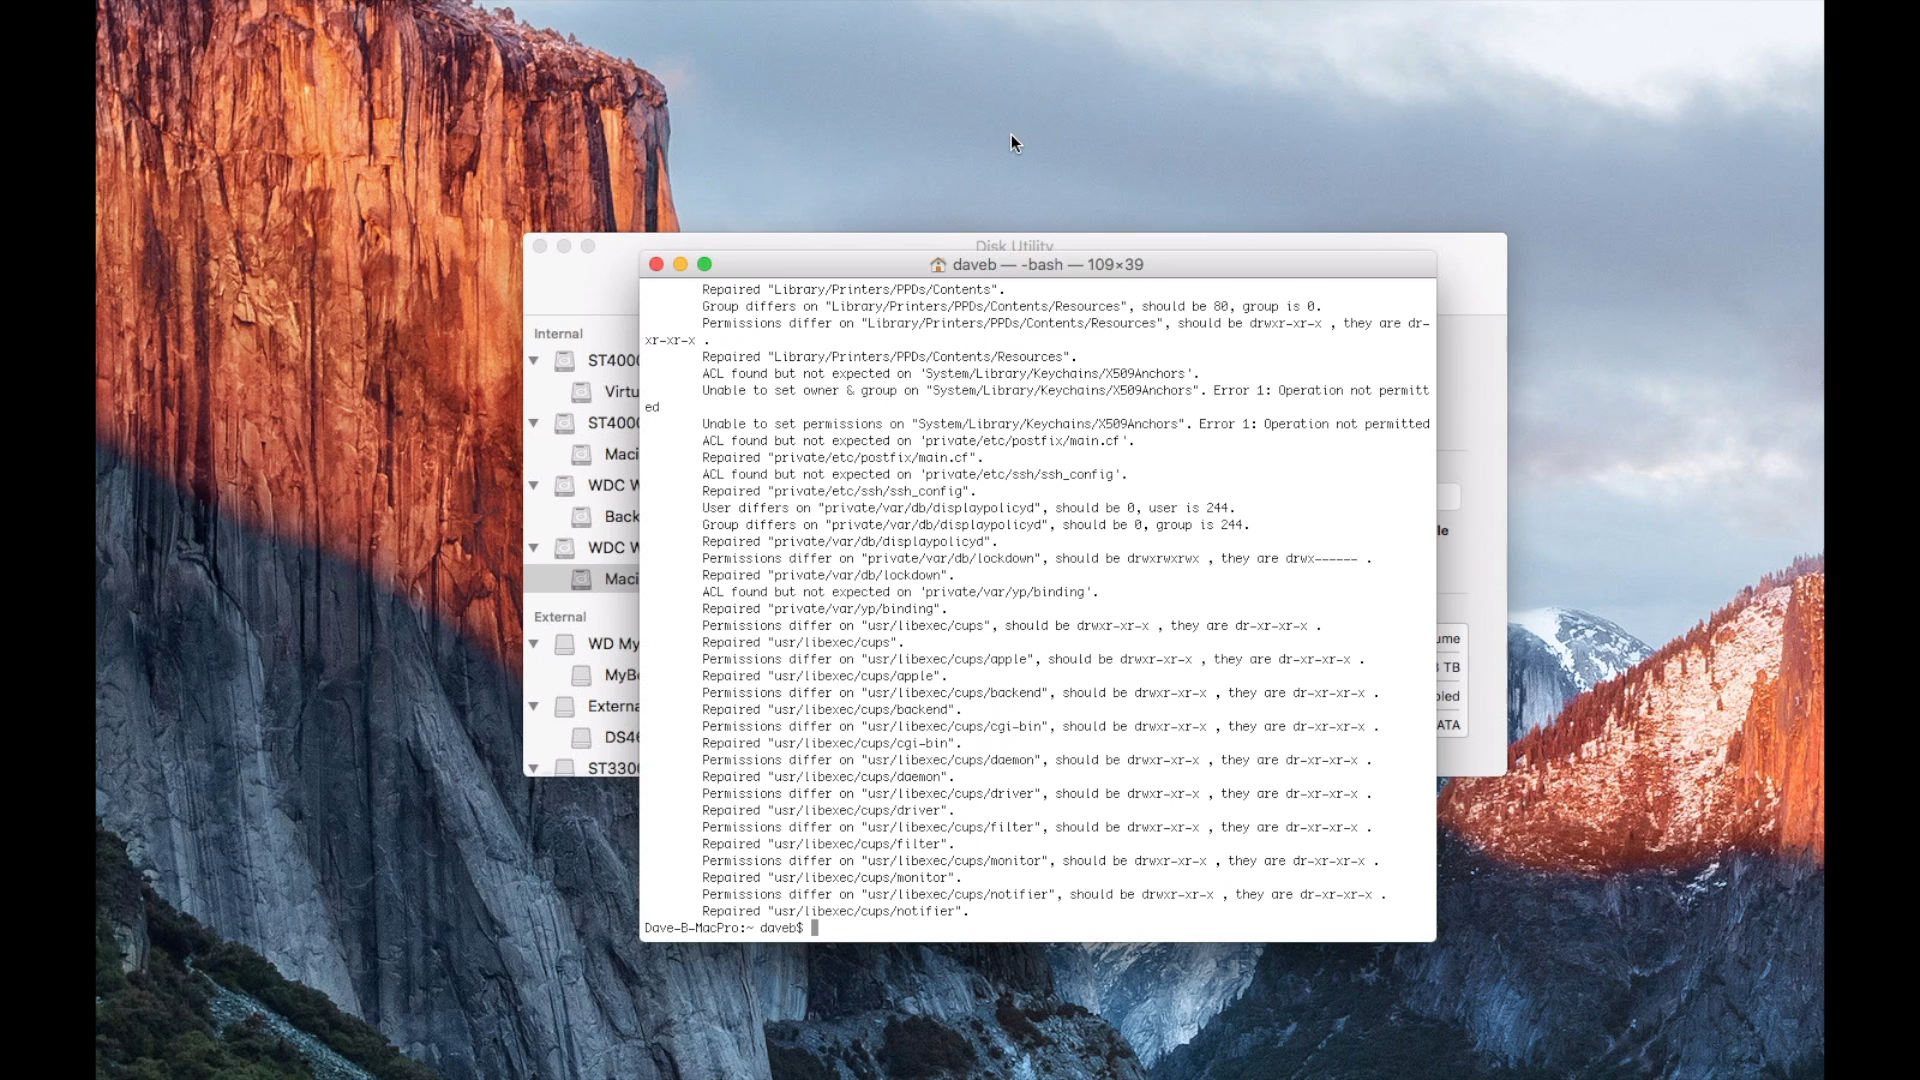 Disk Utility
daveb — -bash — 109×39
Internal
ST4000
Virtu
ST4000
Maci
WDC W
Back
WDC W
Maci
External
WD My
MyBo
Externa
DS46
ST3300
le
ume
TB
bled
ATA
Repaired "Library/Printers/PPDs/Contents".
Group differs on "Library/Printers/PPDs/Contents/Resources", should be 80, group is 0.
Permissions differ on "Library/Printers/PPDs/Contents/Resources", should be drwxr-xr-x , they are dr-
xr-xr-x .
Repaired "Library/Printers/PPDs/Contents/Resources".
ACL found but not expected on 'System/Library/Keychains/X509Anchors'.
Unable to set owner & group on "System/Library/Keychains/X509Anchors". Error 1: Operation not permitt
ed
Unable to set permissions on "System/Library/Keychains/X509Anchors". Error 1: Operation not permitted
ACL found but not expected on 'private/etc/postfix/main.cf'.
Repaired "private/etc/postfix/main.cf".
ACL found but not expected on 'private/etc/ssh/ssh_config'.
Repaired "private/etc/ssh/ssh_config".
User differs on "private/var/db/displaypolicyd", should be 0, user is 244.
Group differs on "private/var/db/displaypolicyd", should be 0, group is 244.
Repaired "private/var/db/displaypolicyd".
Permissions differ on "private/var/db/lockdown", should be drwxrwxrwx , they are drwx------ .
Repaired "private/var/db/lockdown".
ACL found but not expected on 'private/var/yp/binding'.
Repaired "private/var/yp/binding".
Permissions differ on "usr/libexec/cups", should be drwxr-xr-x , they are dr-xr-xr-x .
Repaired "usr/libexec/cups".
Permissions differ on "usr/libexec/cups/apple", should be drwxr-xr-x , they are dr-xr-xr-x .
Repaired "usr/libexec/cups/apple".
Permissions differ on "usr/libexec/cups/backend", should be drwxr-xr-x , they are dr-xr-xr-x .
Repaired "usr/libexec/cups/backend".
Permissions differ on "usr/libexec/cups/cgi-bin", should be drwxr-xr-x , they are dr-xr-xr-x .
Repaired "usr/libexec/cups/cgi-bin".
Permissions differ on "usr/libexec/cups/daemon", should be drwxr-xr-x , they are dr-xr-xr-x .
Repaired "usr/libexec/cups/daemon".
Permissions differ on "usr/libexec/cups/driver", should be drwxr-xr-x , they are dr-xr-xr-x .
Repaired "usr/libexec/cups/driver".
Permissions differ on "usr/libexec/cups/filter", should be drwxr-xr-x , they are dr-xr-xr-x .
Repaired "usr/libexec/cups/filter".
Permissions differ on "usr/libexec/cups/monitor", should be drwxr-xr-x , they are dr-xr-xr-x .
Repaired "usr/libexec/cups/monitor".
Permissions differ on "usr/libexec/cups/notifier", should be drwxr-xr-x , they are dr-xr-xr-x .
Repaired "usr/libexec/cups/notifier".
Dave-B-MacPro:~ daveb$